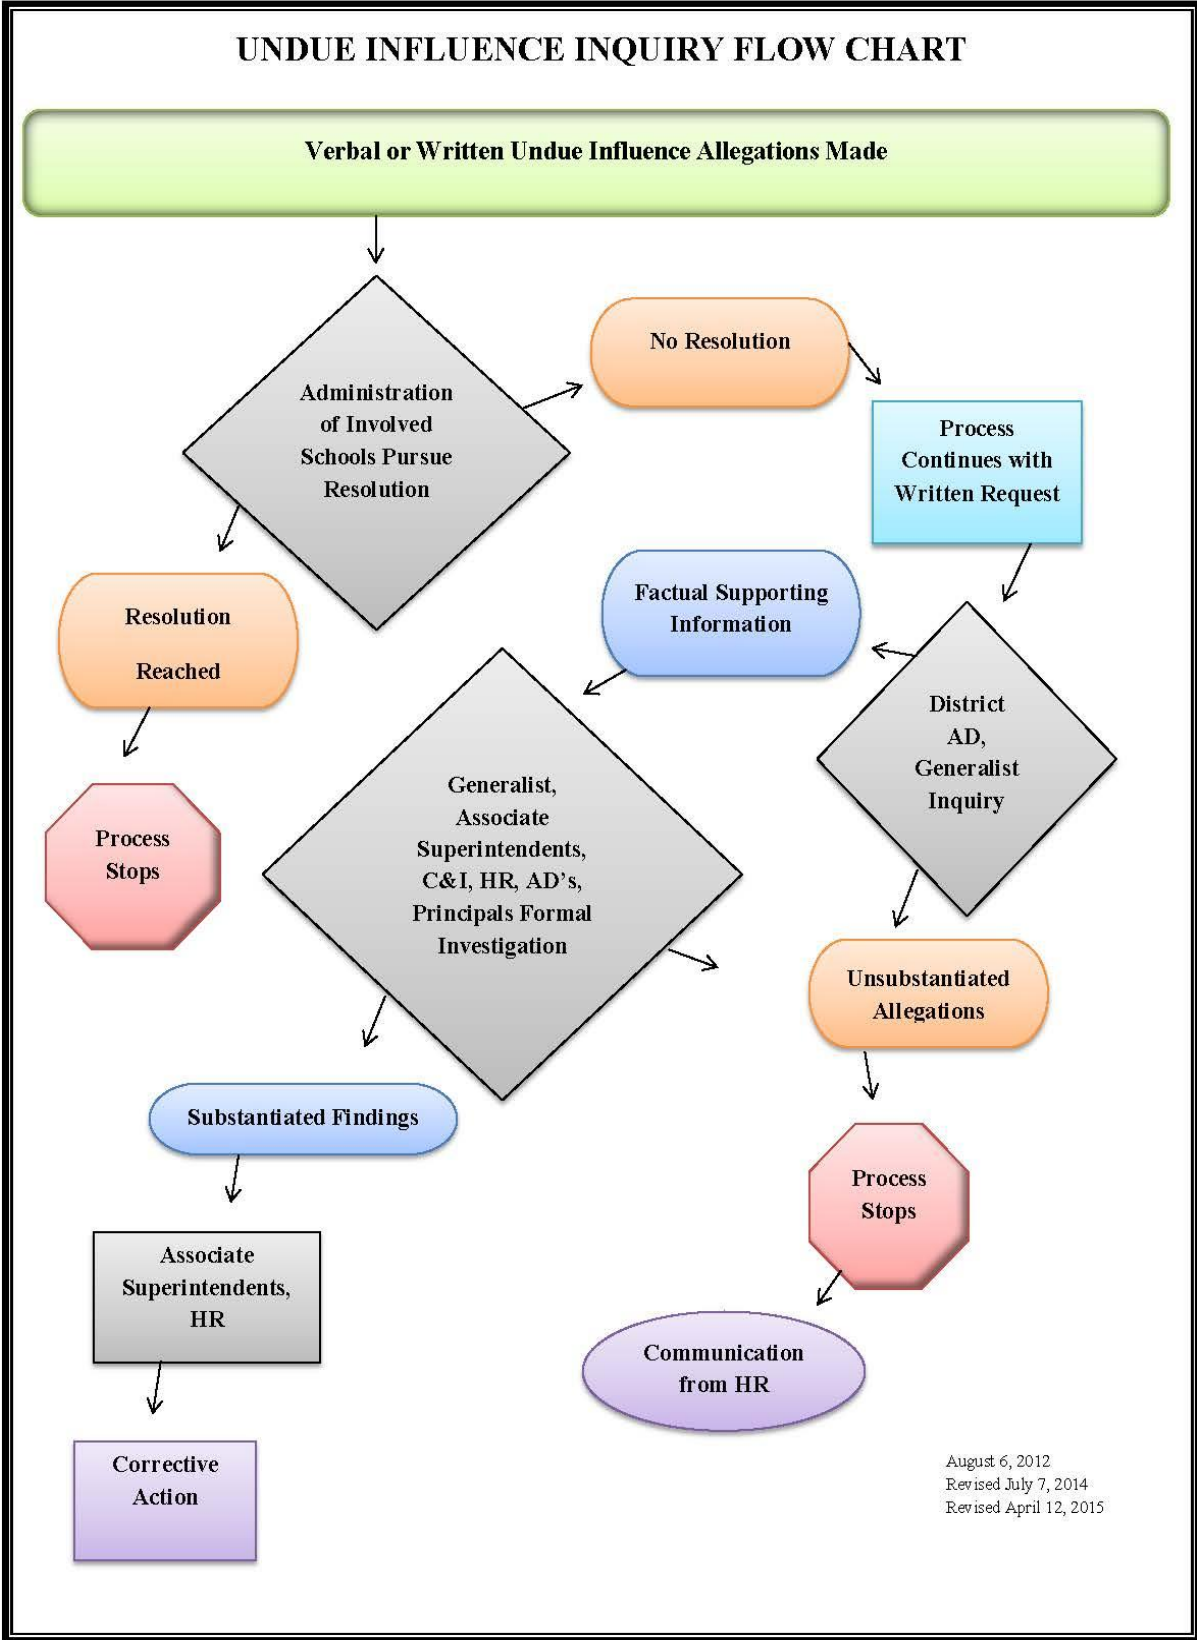 UNDUE INFLUENCE INQUIRY FLOW CHART
Verbal or Written Undue Influence Allegations Made
Administration
of Involved
Schools Pursue
Resolution
No Resolution
Process
Continues with
Written Request
Resolution
Reached
Process
Stops
Factual Supporting
Information
District
AD,
Generalist
Inquiry
Generalist,
Associate
Superintendents,
C&I, HR, AD’s,
Principals Formal
Investigation
Unsubstantiated
Allegations
Substantiated Findings
Process
Stops
Associate
Superintendents,
HR
Communication
from HR
Corrective
Action
August 6, 2012
Revised July 7, 2014
Revised April 12, 2015